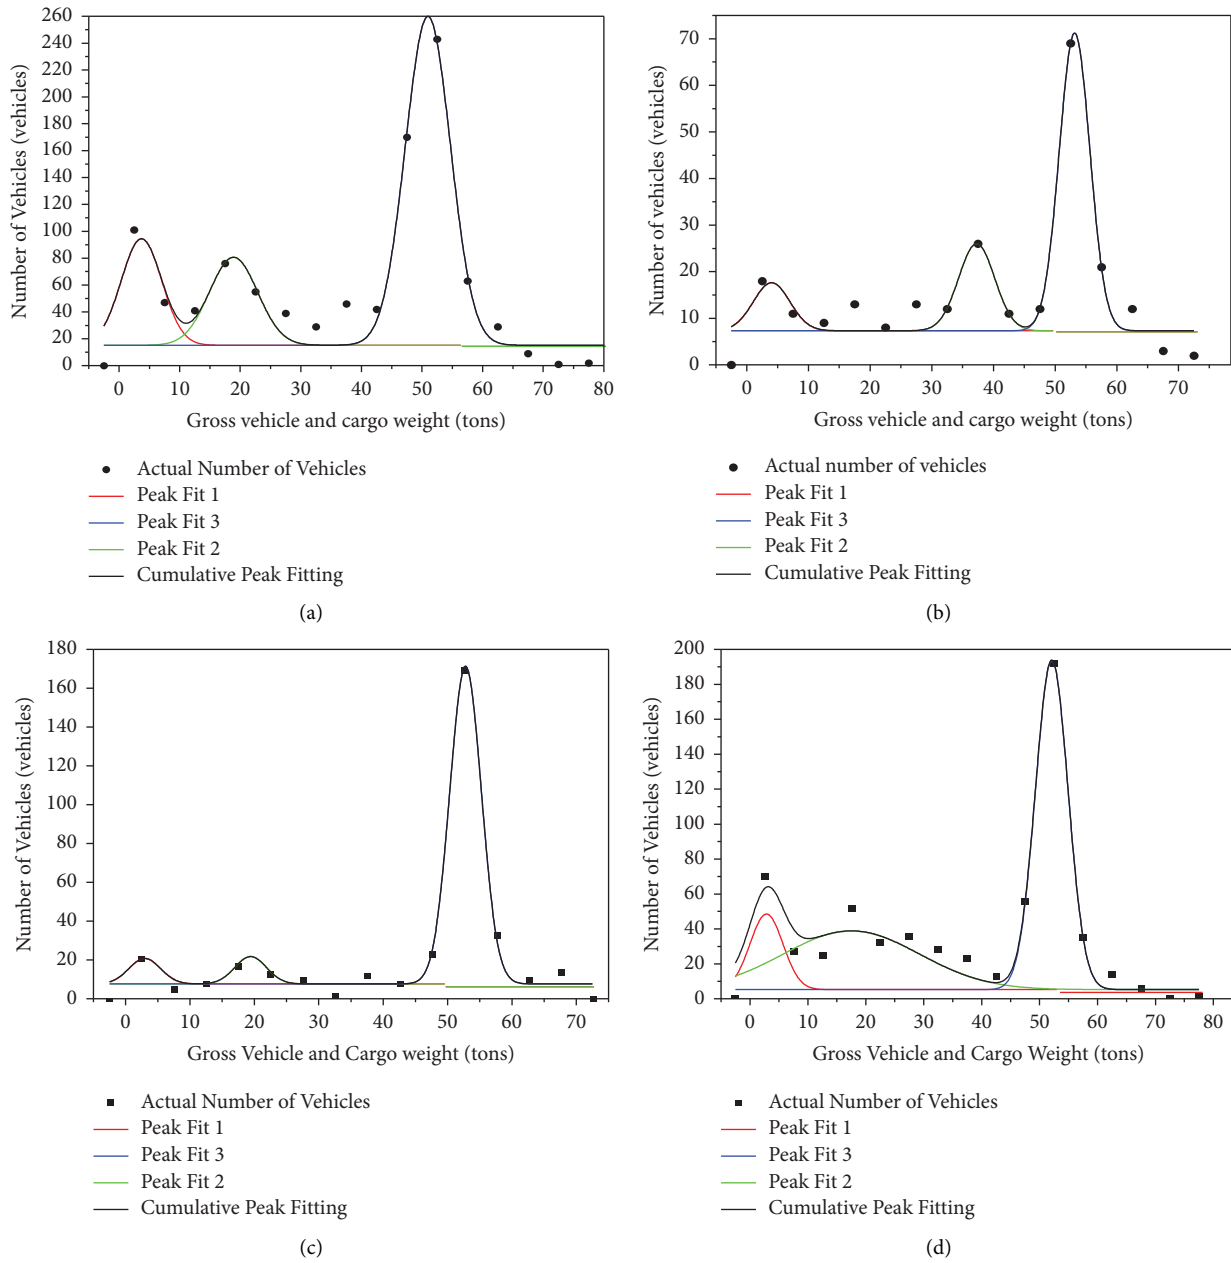 260
240
220
200
180
160
140
120
100
80
60
40
20
0
Number of Vehicles (vehicles)
0 10 20 30 40 50 60 70 80
Gross vehicle and cargo weight (tons)
Actual Number of Vehicles
Peak Fit 1
Peak Fit 3
Peak Fit 2
Cumulative Peak Fitting
(a)
70
60
50
40
30
20
10
0
Number of vehicles (vehicles)
0 10 20 30 40 50 60 70
Gross vehicle and cargo weight (tons)
Actual number of vehicles
Peak Fit 1
Peak Fit 3
Peak Fit 2
Cumulative Peak Fitting
(b)
180
160
140
120
100
80
60
40
20
0
Number of Vehicles (vehicles)
0 10 20 30 40 50 60 70
Gross Vehicle and Cargo weight (tons)
Actual Number of Vehicles
Peak Fit 1
Peak Fit 3
Peak Fit 2
Cumulative Peak Fitting
(c)
200
180
160
140
120
100
80
60
40
20
0
Number of Vehicles (vehicles)
0 10 20 30 40 50 60 70 80
Gross Vehicle and Cargo Weight (tons)
Actual Number of Vehicles
Peak Fit 1
Peak Fit 3
Peak Fit 2
Cumulative Peak Fitting
(d)